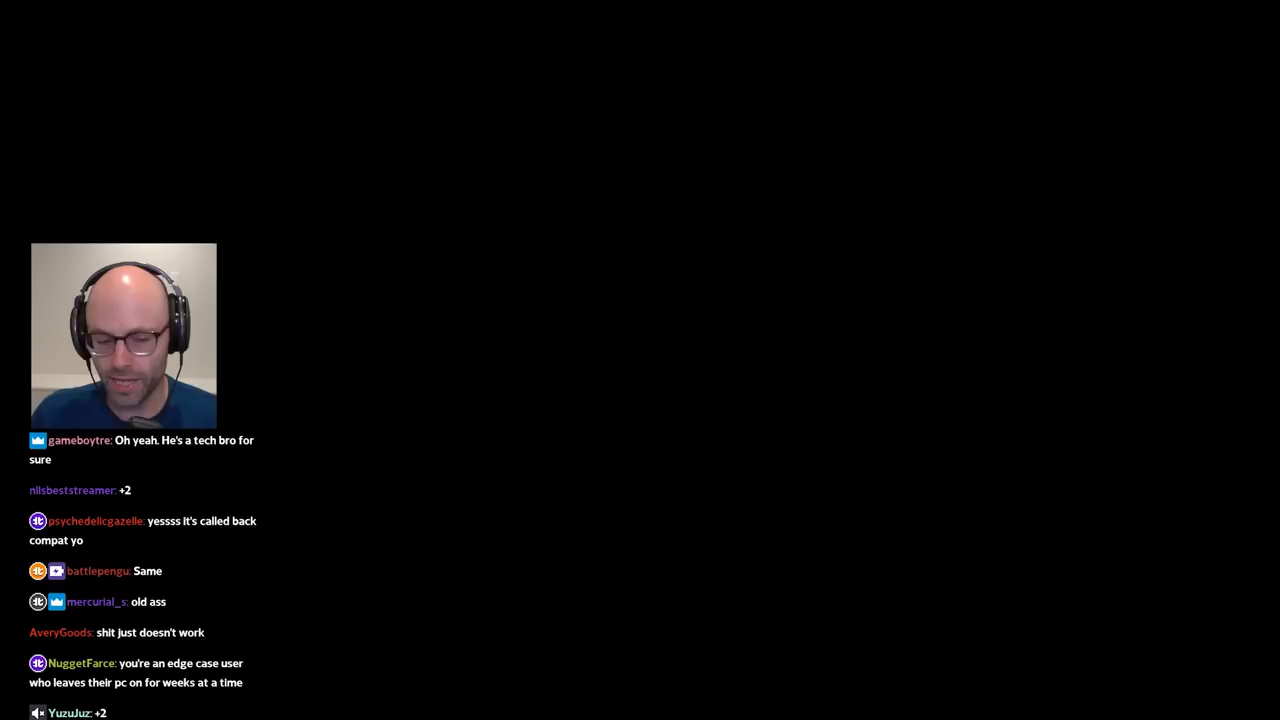 gameboytre: Oh yeah. He's a tech bro for
sure
nlisbeststreamer: +2
psychedelicgazelle: yessss it's called back
compat yo
battlepengu: Same
mercurial_s: old ass
AveryGoods: shit just doesn't work
NuggetFarce: you're an edge case user
who leaves their pc on for weeks at a time
YuzuJuz: +2